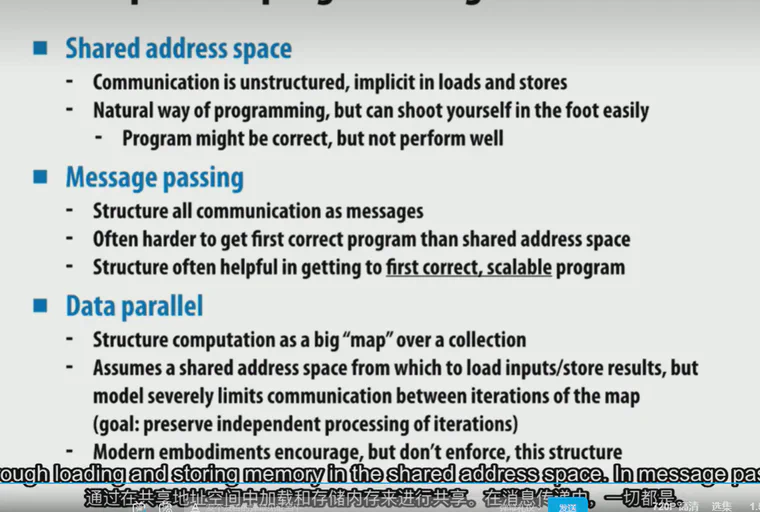 ■ Shared address space
- Communication is unstructured, implicit in loads and stores
- Natural way of programming, but can shoot yourself in the foot easily
- Program might be correct, but not perform well
■ Message passing
- Structure all communication as messages
- Often harder to get first correct program than shared address space
- Structure often helpful in getting to first correct, scalable program
■ Data parallel
- Structure computation as a big “map” over a collection
- Assumes a shared address space from which to load inputs/store results, but
model severely limits communication between iterations of the map
(goal: preserve independent processing of iterations)
- Modern embodiments encourage, but don’t enforce, this structure
rough loading and storing memory in the shared address space. In message pas
通过在共享地址空间中加载和存储内存来进行共享。在消息传递中，一切都是
发送 720P 高清 选集